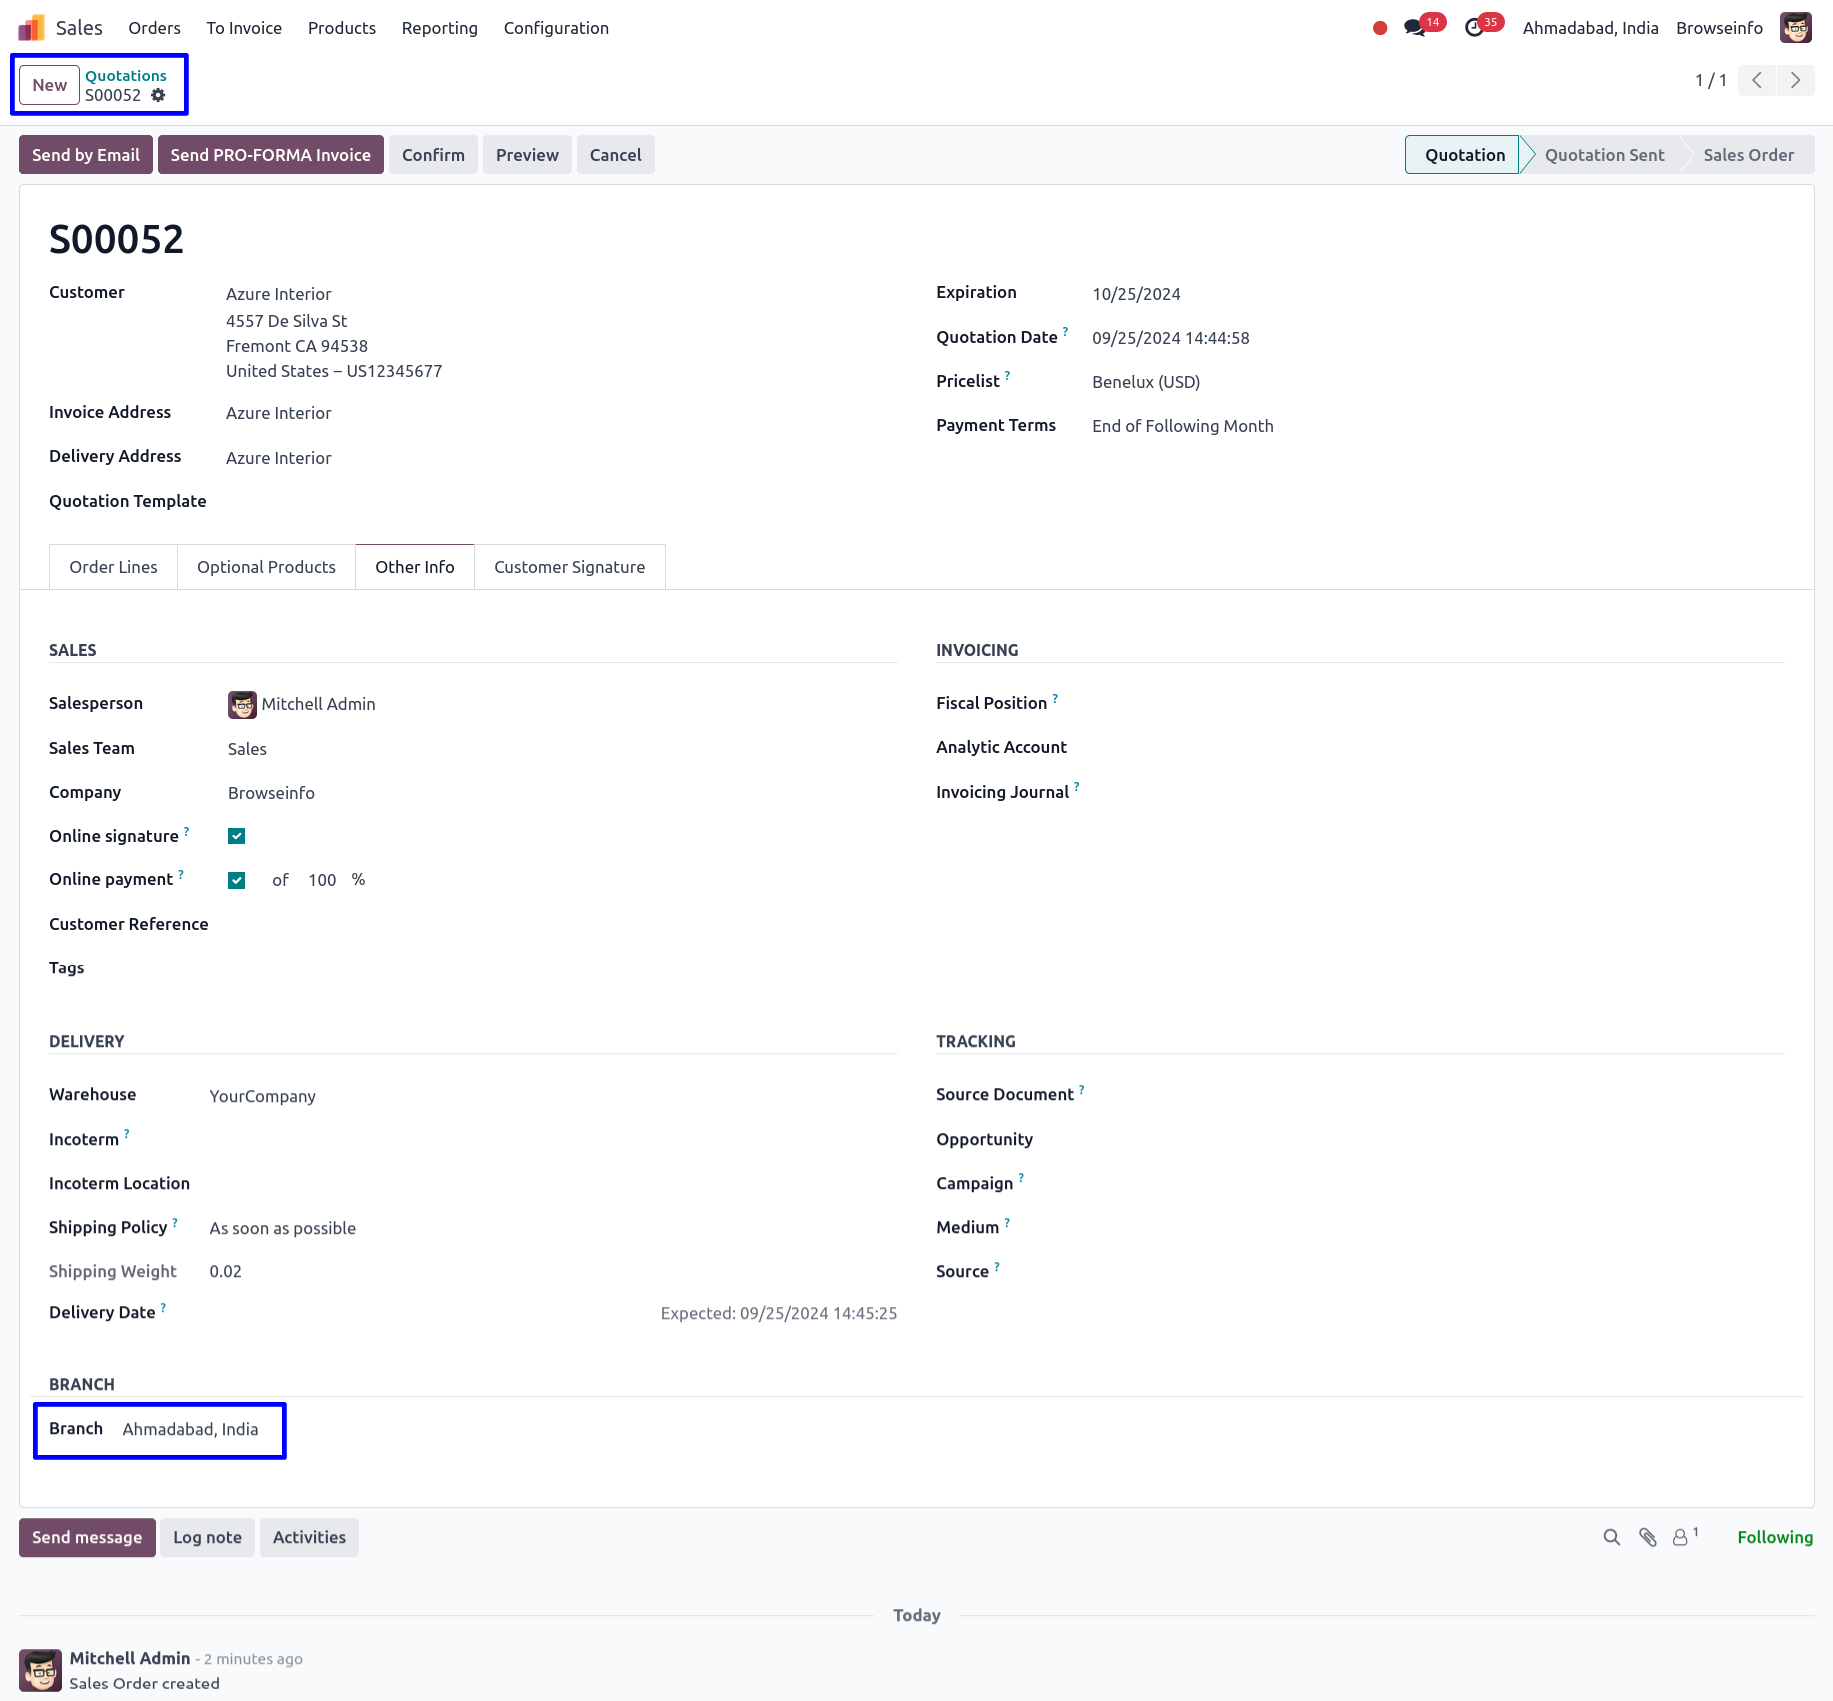 Sales Orders To Invoice Products Reporting Configuration 14 35 Ahmadabad, India Browseinfo
New Quotations
S00052
1 / 1
Send by Email Send PRO-FORMA Invoice Confirm Preview Cancel Quotation Quotation Sent Sales Order
S00052
Customer Azure Interior
4557 De Silva St
Fremont CA 94538
United States – US12345677
Invoice Address Azure Interior
Delivery Address Azure Interior
Quotation Template
Expiration 10/25/2024
Quotation Date ? 09/25/2024 14:44:58
Pricelist ? Benelux (USD)
Payment Terms End of Following Month
Order Lines Optional Products Other Info Customer Signature
SALES
Salesperson Mitchell Admin
Sales Team Sales
Company Browseinfo
Online signature ?
Online payment ? of 100 %
Customer Reference
Tags
INVOICING
Fiscal Position ?
Analytic Account
Invoicing Journal ?
DELIVERY
Warehouse YourCompany
Incoterm ?
Incoterm Location
Shipping Policy ? As soon as possible
Shipping Weight 0.02
Delivery Date ? Expected: 09/25/2024 14:45:25
TRACKING
Source Document ?
Opportunity
Campaign ?
Medium ?
Source ?
BRANCH
Branch Ahmadabad, India
Send message Log note Activities 1 Following
Today
Mitchell Admin - 2 minutes ago
Sales Order created